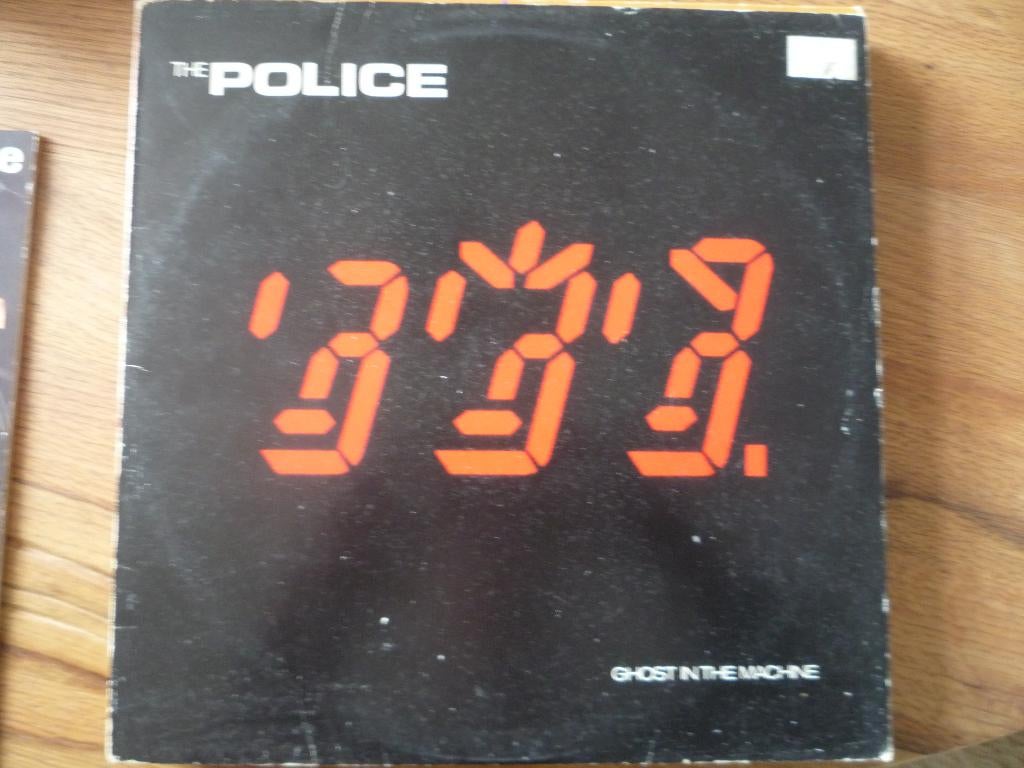 THE POLICE
e
GHOST IN THE MACHINE